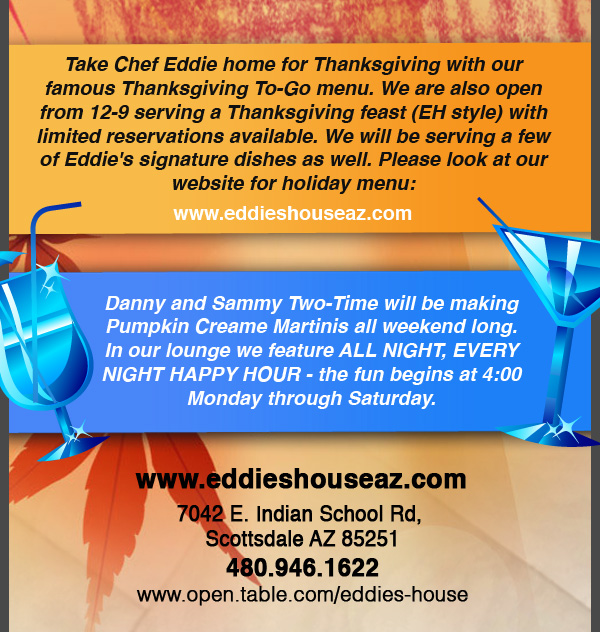 Take Chef Eddie home for Thanksgiving with our
famous Thanksgiving To-Go menu. We are also open
from 12-9 serving a Thanksgiving feast (EH style) with
limited reservations available. We will be serving a few
of Eddie's signature dishes as well. Please look at our
website for holiday menu:
www.eddieshouseaz.com
Danny and Sammy Two-Time will be making
Pumpkin Creame Martinis all weekend long.
In our lounge we feature ALL NIGHT, EVERY
NIGHT HAPPY HOUR - the fun begins at 4:00
Monday through Saturday.
www.eddieshouseaz.com
7042 E. Indian School Rd,
Scottsdale AZ 85251
480.946.1622
www.open.table.com/eddies-house